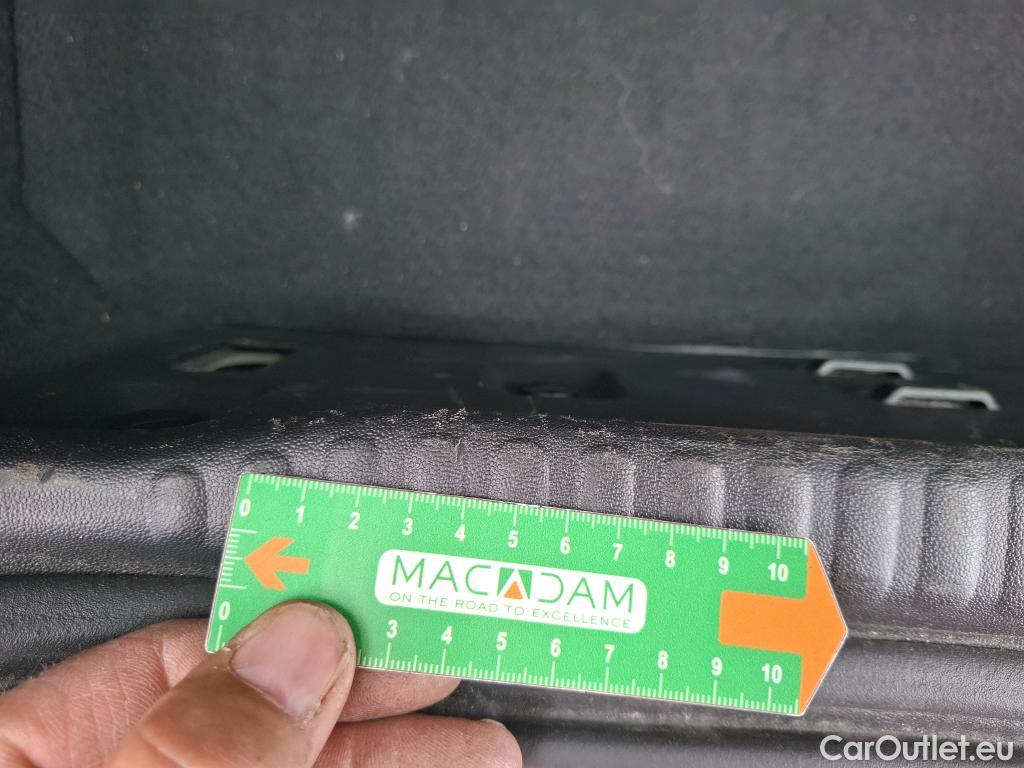 0 1 2 3 4 5 6 7 8 9 10
MACADAM
ON THE ROAD TO EXCELLENCE
0 3 4 5 6 7 8 9 10
CarOutlet.eu